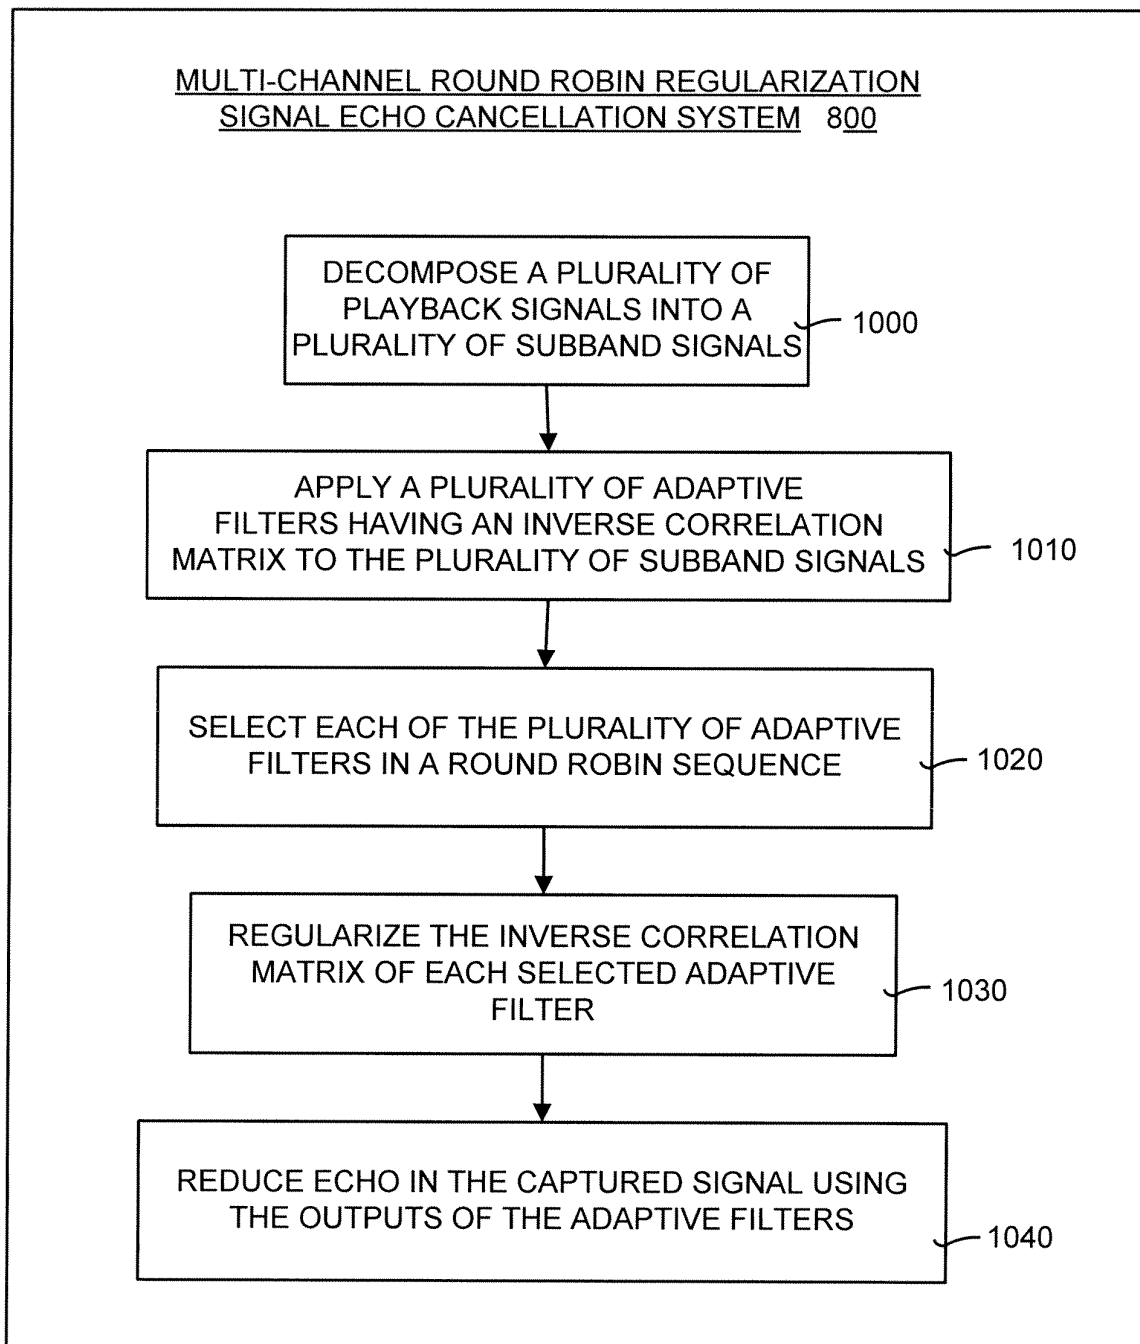 MULTI-CHANNEL ROUND ROBIN REGULARIZATION
SIGNAL ECHO CANCELLATION SYSTEM 800
DECOMPOSE A PLURALITY OF
PLAYBACK SIGNALS INTO A
PLURALITY OF SUBBAND SIGNALS
1000
APPLY A PLURALITY OF ADAPTIVE
FILTERS HAVING AN INVERSE CORRELATION
MATRIX TO THE PLURALITY OF SUBBAND SIGNALS
1010
SELECT EACH OF THE PLURALITY OF ADAPTIVE
FILTERS IN A ROUND ROBIN SEQUENCE
1020
REGULARIZE THE INVERSE CORRELATION
MATRIX OF EACH SELECTED ADAPTIVE
FILTER
1030
REDUCE ECHO IN THE CAPTURED SIGNAL USING
THE OUTPUTS OF THE ADAPTIVE FILTERS
1040